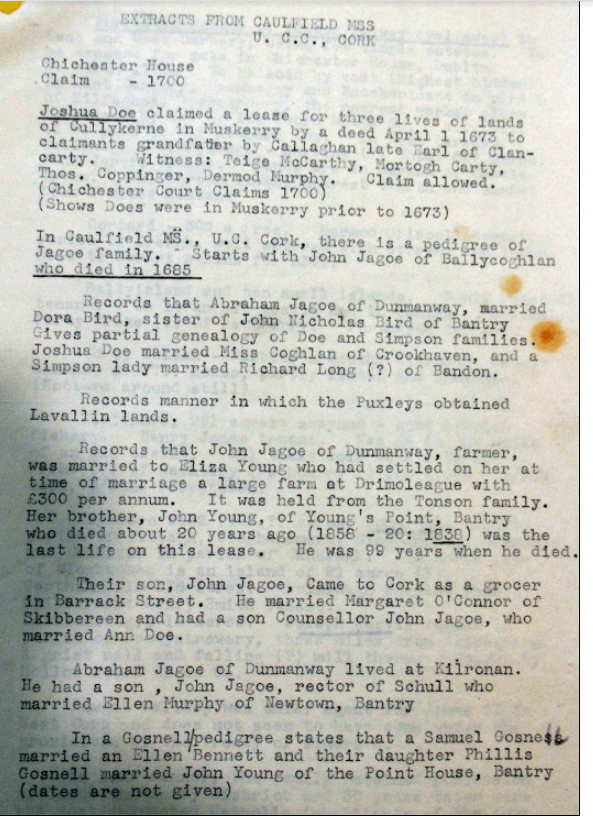 EXTRACTS FROM CAULFIELD MSS
U. C. C., CORK
Chichester House
Claim - 1700
Joshua Doe claimed a lease for three lives of lands
of Cullykerne in Muskerry by a deed April 1 1673 to
claimants grandfather by Callaghan late Earl of Clan-
carty. Witness: Teige McCarthy, Mortogh Carty,
Thos. Coppinger, Dermod Murphy. Claim allowed.
(Chichester Court Claims 1700)
(Shows Does were in Muskerry prior to 1673)
In Caulfield MS., U.C. Cork, there is a pedigree of
Jagoe family. Starts with John Jagoe of Ballycoghlan
who died in 1685
Records that Abraham Jagoe of Dunmanway, married
Dora Bird, sister of John Nicholas Bird of Bantry
Gives partial genealogy of Doe and Simpson families.
Joshua Doe married Miss Coghlan of Crookhaven, and a
Simpson lady married Richard Long (?) of Bandon.
Records manner in which the Puxleys obtained
Lavallin lands.
Records that John Jagoe of Dunmanway, farmer,
was married to Eliza Young who had settled on her at
time of marriage a large farm at Drimoleague with
£300 per annum. It was held from the Tonson family.
Her brother, John Young, of Young's Point, Bantry
who died about 20 years ago (1858 - 20: 1838) was the
last life on this lease. He was 99 years when he died.
Their son, John Jagoe, Came to Cork as a grocer
in Barrack Street. He married Margaret O'Connor of
Skibbereen and had a son Counsellor John Jagoe, who
married Ann Doe.
Abraham Jagoe of Dunmanway lived at Kilronan.
He had a son , John Jagoe, rector of Schull who
married Ellen Murphy of Newtown, Bantry
In a Gosnell/pedigree states that a Samuel Gosnell
married an Ellen Bennett and their daughter Phillis
Gosnell married John Young of the Point House, Bantry
(dates are not given)